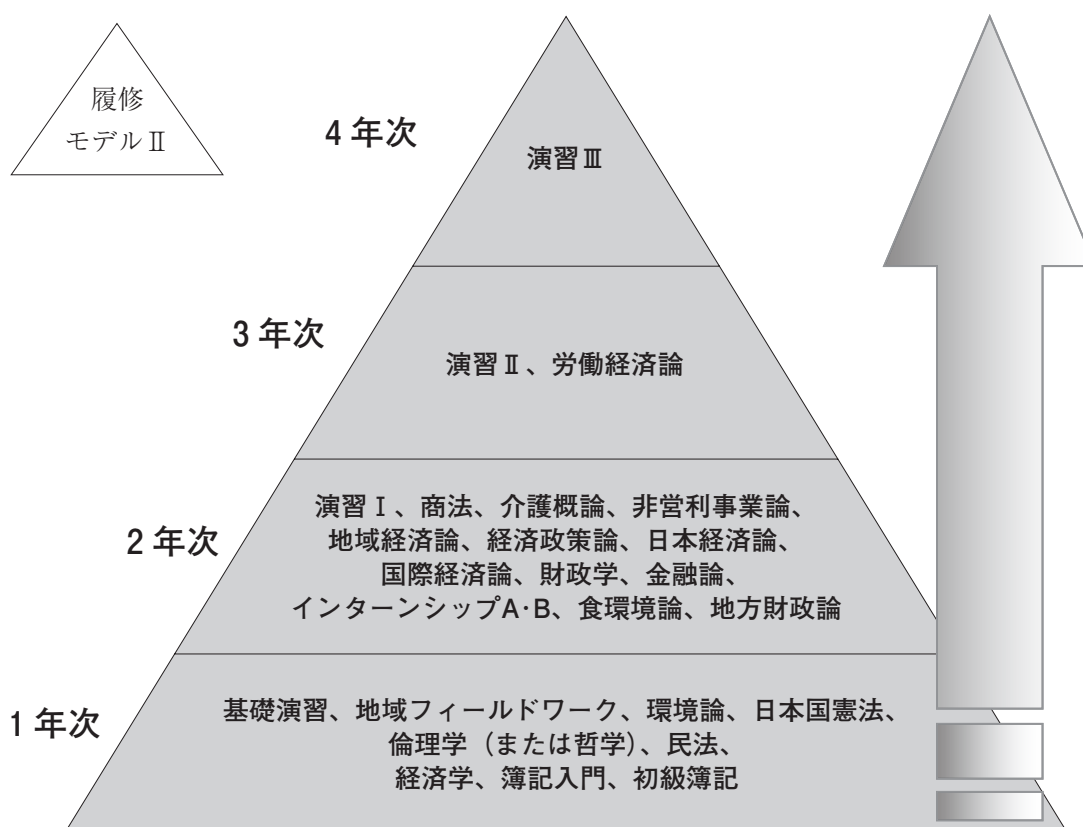 履修
モデルⅡ
4年次
演習Ⅲ
3年次
演習Ⅱ、労働経済論
2年次
演習Ⅰ、商法、介護概論、非営利事業論、
地域経済論、経済政策論、日本経済論、
国際経済論、財政学、金融論、
インターンシップA・B、食環境論、地方財政論
1年次
基礎演習、地域フィールドワーク、環境論、日本国憲法、
倫理学（または哲学）、民法、
経済学、簿記入門、初級簿記